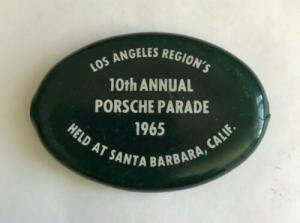 LOS ANGELES REGION'S
10th ANNUAL
PORSCHE PARADE
1965
HELD AT SANTA BARBARA, CALIF.